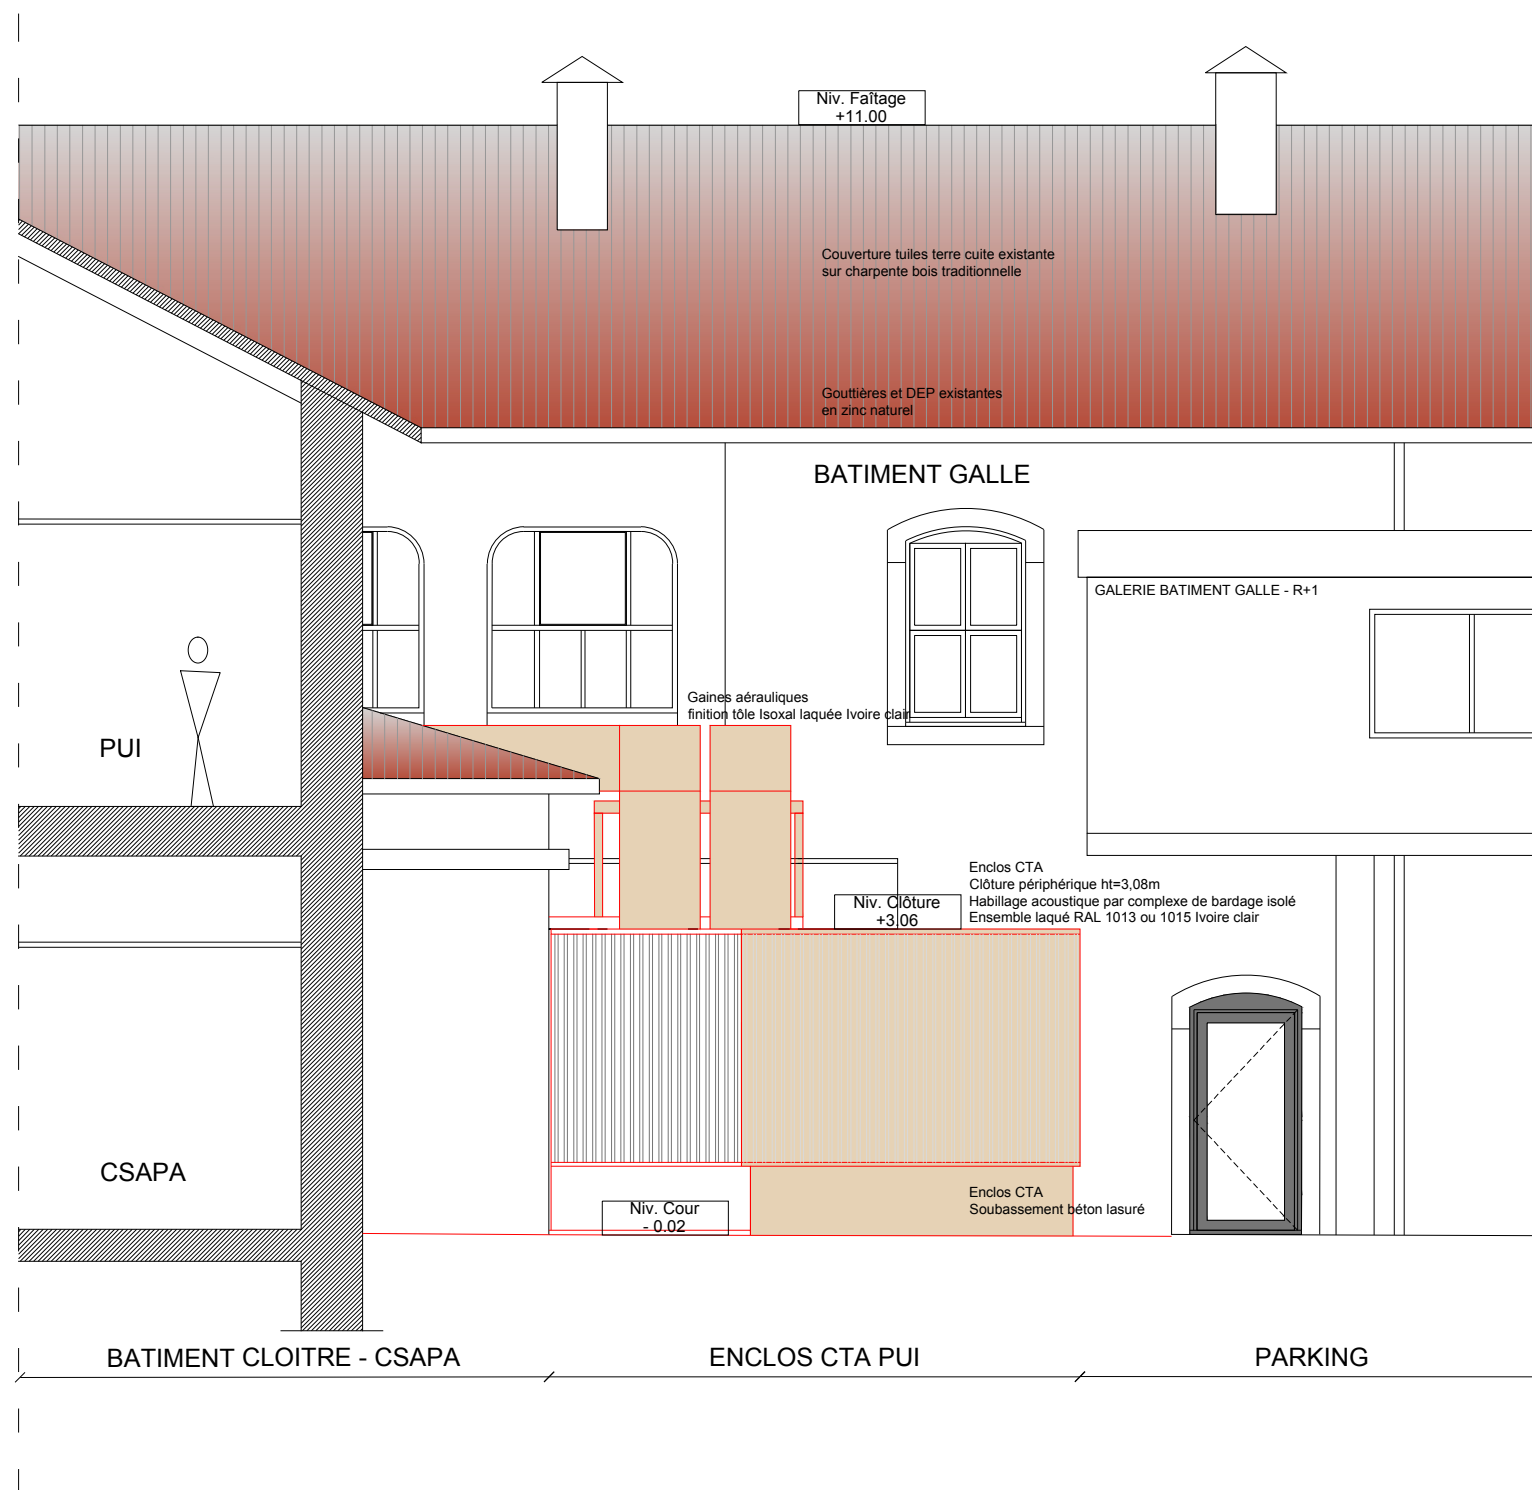 Niv. Faîtage
+11.00
Couverture tuiles terre cuite existante
sur charpente bois traditionnelle
Gouttières et DEP existantes
en zinc naturel
BATIMENT GALLE
GALERIE BATIMENT GALLE - R+1
Gaines aérauliques
finition tôle Isoxal laquée Ivoire clair
PUI
Enclos CTA
Clôture périphérique ht=3,08m
Habillage acoustique par complexe de bardage isolé
Ensemble laqué RAL 1013 ou 1015 Ivoire clair
Niv. Clôture
+3.06
CSAPA
Enclos CTA
Soubassement béton lasuré
Niv. Cour
- 0.02
BATIMENT CLOITRE - CSAPA
ENCLOS CTA PUI
PARKING